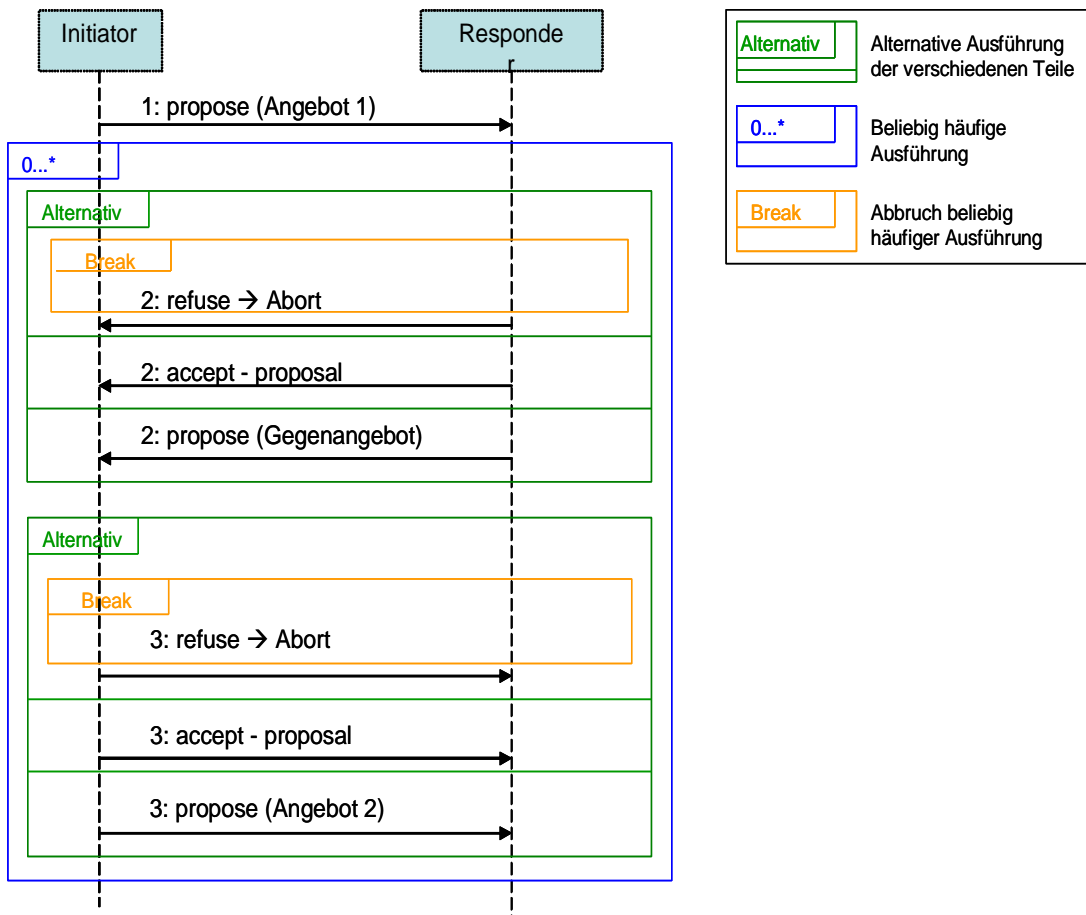 Initiator
Responde
r
1: propose (Angebot 1)
0...*
Alternativ
Break
2: refuse → Abort
2: accept - proposal
2: propose (Gegenangebot)
Alternativ
Break
3: refuse → Abort
3: accept - proposal
3: propose (Angebot 2)
Alternativ
Alternative Ausführung
der verschiedenen Teile
0...*
Beliebig häufige
Ausführung
Break
Abbruch beliebig
häufiger Ausführung